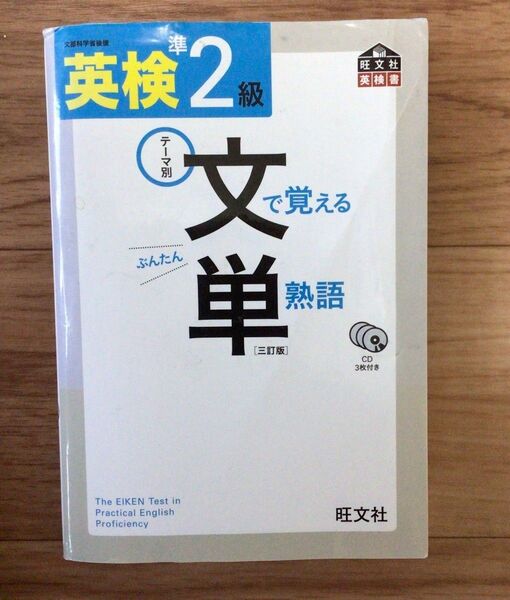 文部科学省後援
英検準2級
旺文社
英検書
テーマ別
文で覚える
ぶんたん
単熟語
[三訂版]
CD
3枚付き
The EIKEN Test in
Practical English
Proficiency
旺文社